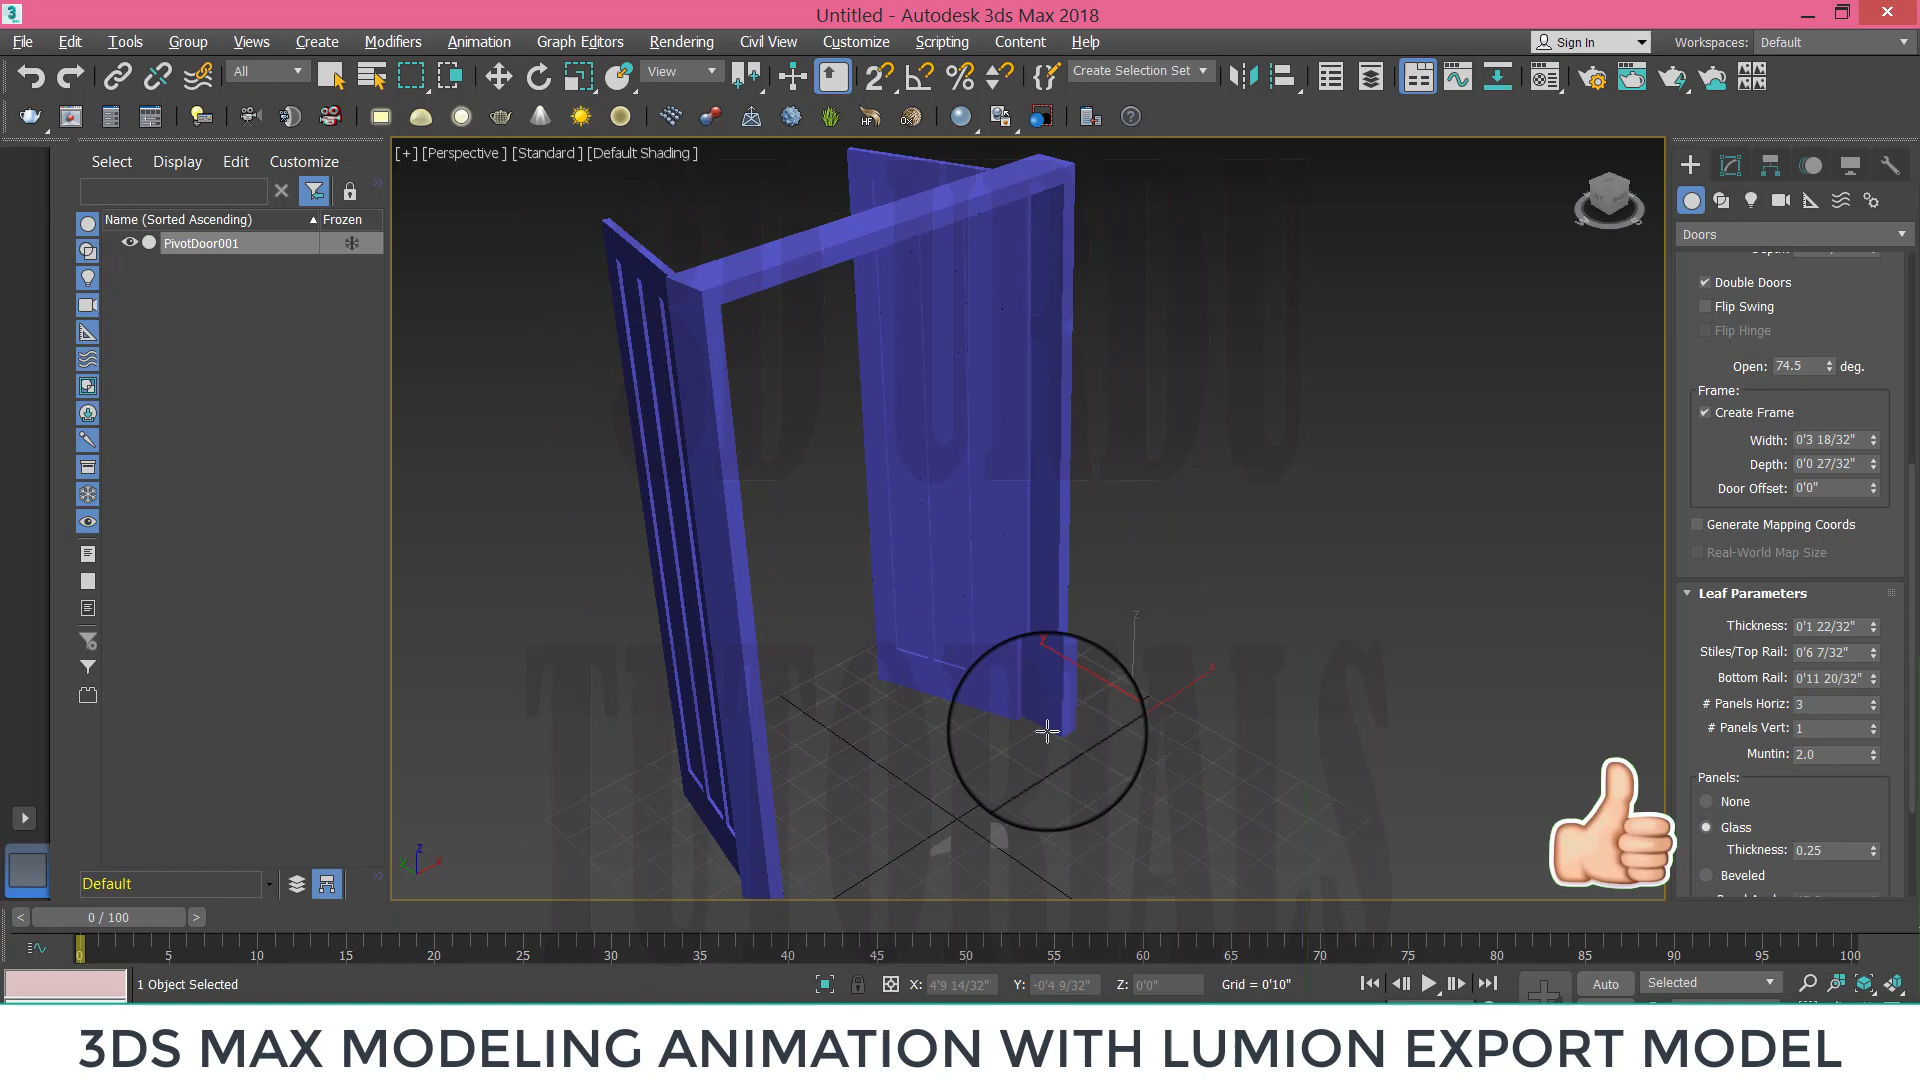 Untitled - Autodesk 3ds Max 2018
File Edit Tools Group Views Create Modifiers Animation Graph Editors Rendering Civil View Customize Scripting Content Help
Sign In
Workspaces: Default
All
View
Create Selection Set
HF
Select Display Edit Customize
Name (Sorted Ascending) Frozen
PivotDoor001
[+] [Perspective] [Standard] [Default Shading]
3D URDU
TUTORIALS
z
x
y
z
x
y
Doors
Double Doors
Flip Swing
Flip Hinge
Open: 74.5 deg.
Frame:
Create Frame
Width: 0'3 18/32"
Depth: 0'0 27/32"
Door Offset: 0'0"
Generate Mapping Coords
Real-World Map Size
Leaf Parameters
Thickness: 0'1 22/32"
Stiles/Top Rail: 0'6 7/32"
Bottom Rail: 0'11 20/32"
# Panels Horiz: 3
# Panels Vert: 1
Muntin: 2.0
Panels:
None
Glass
Thickness: 0.25
Beveled
Default
< 0 / 100 >
0 5 10 15 20 25 30 35 40 45 50 55 60 65 70 75 80 85 90 95 100
1 Object Selected
X: 4'9 14/32" Y: -0'4 9/32" Z: 0'0" Grid = 0'10"
Auto
Selected
3DS MAX MODELING ANIMATION WITH LUMION EXPORT MODEL